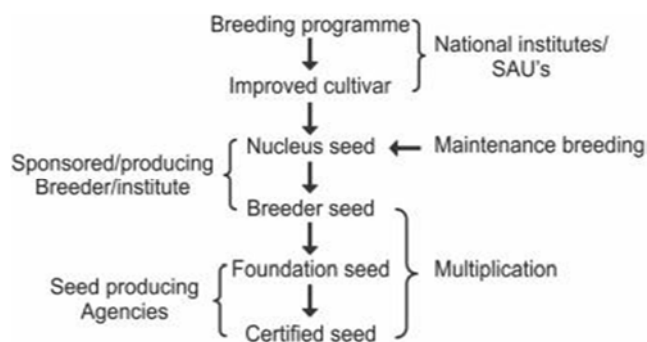 Breeding programme
National institutes/
SAU's
Improved cultivar
Nucleus seed
Maintenance breeding
Sponsored/producing
Breeder/institute
Breeder seed
Foundation seed
Multiplication
Seed producing
Agencies
Certified seed